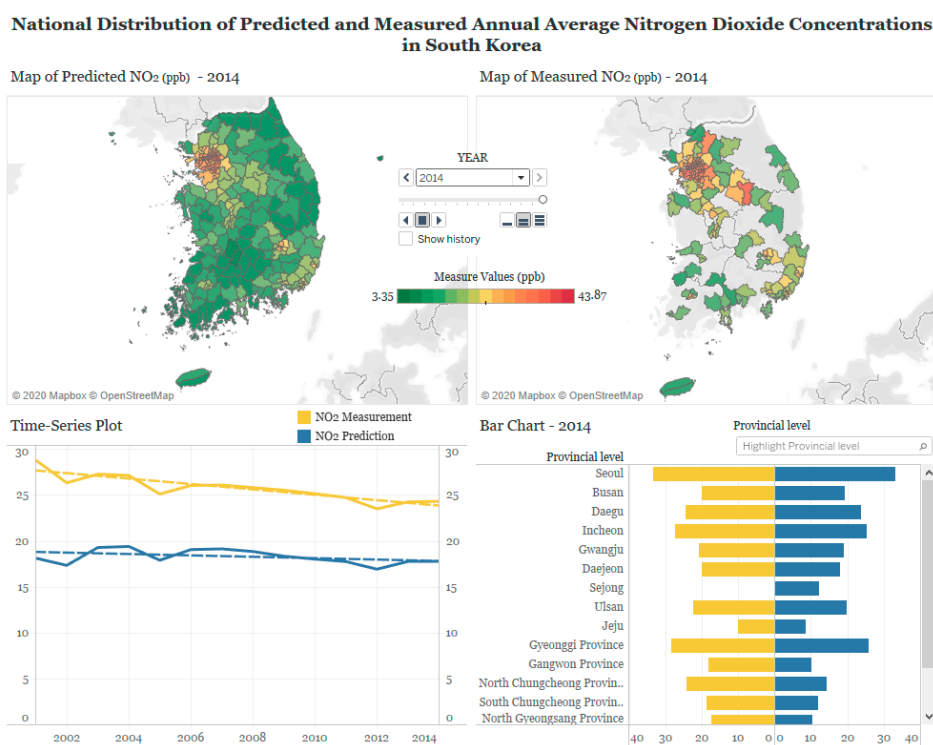 National Distribution of Predicted and Measured Annual Average Nitrogen Dioxide Concentrations
in South Korea
Map of Predicted NO2 (ppb) - 2014
Map of Measured NO2 (ppb) - 2014
YEAR
2014
Show history
Measure Values (ppb)
3.35
43.87
© 2020 Mapbox © OpenStreetMap
© 2020 Mapbox © OpenStreetMap
Time-Series Plot
NO2 Measurement
NO2 Prediction
30
25
20
15
10
5
0
30
25
20
15
10
5
0
2002 2004 2006 2008 2010 2012 2014
Bar Chart - 2014
Provincial level
Highlight Provincial level
Provincial level
Seoul
Busan
Daegu
Incheon
Gwangju
Daejeon
Sejong
Ulsan
Jeju
Gyeonggi Province
Gangwon Province
North Chungcheong Provin..
South Chungcheong Provin..
North Gyeongsang Province
40 30 20 10 0 0 10 20 30 40